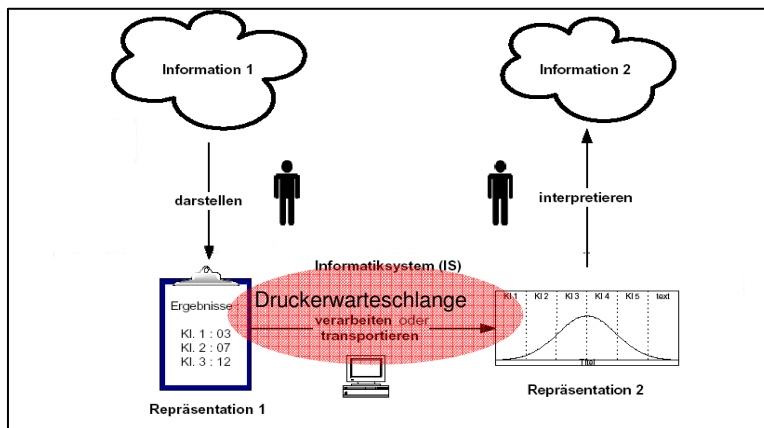 Information 1
Information 2
darstellen
interpretieren
Informatiksystem (IS)
Ergebnisse :
Kl. 1 : 03
Kl. 2 : 07
Kl. 3 : 12
Druckerwarteschlange
verarbeiten oder
transportieren
Kl 1 Kl 2 Kl 3 Kl 4 Kl 5 text
Titel
Repräsentation 1
Repräsentation 2